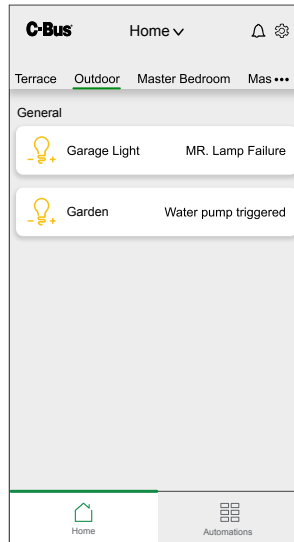 C-Bus Home
Terrace Outdoor Master Bedroom Mas •••
General
Garage Light MR. Lamp Failure
Garden Water pump triggered
Home Automations